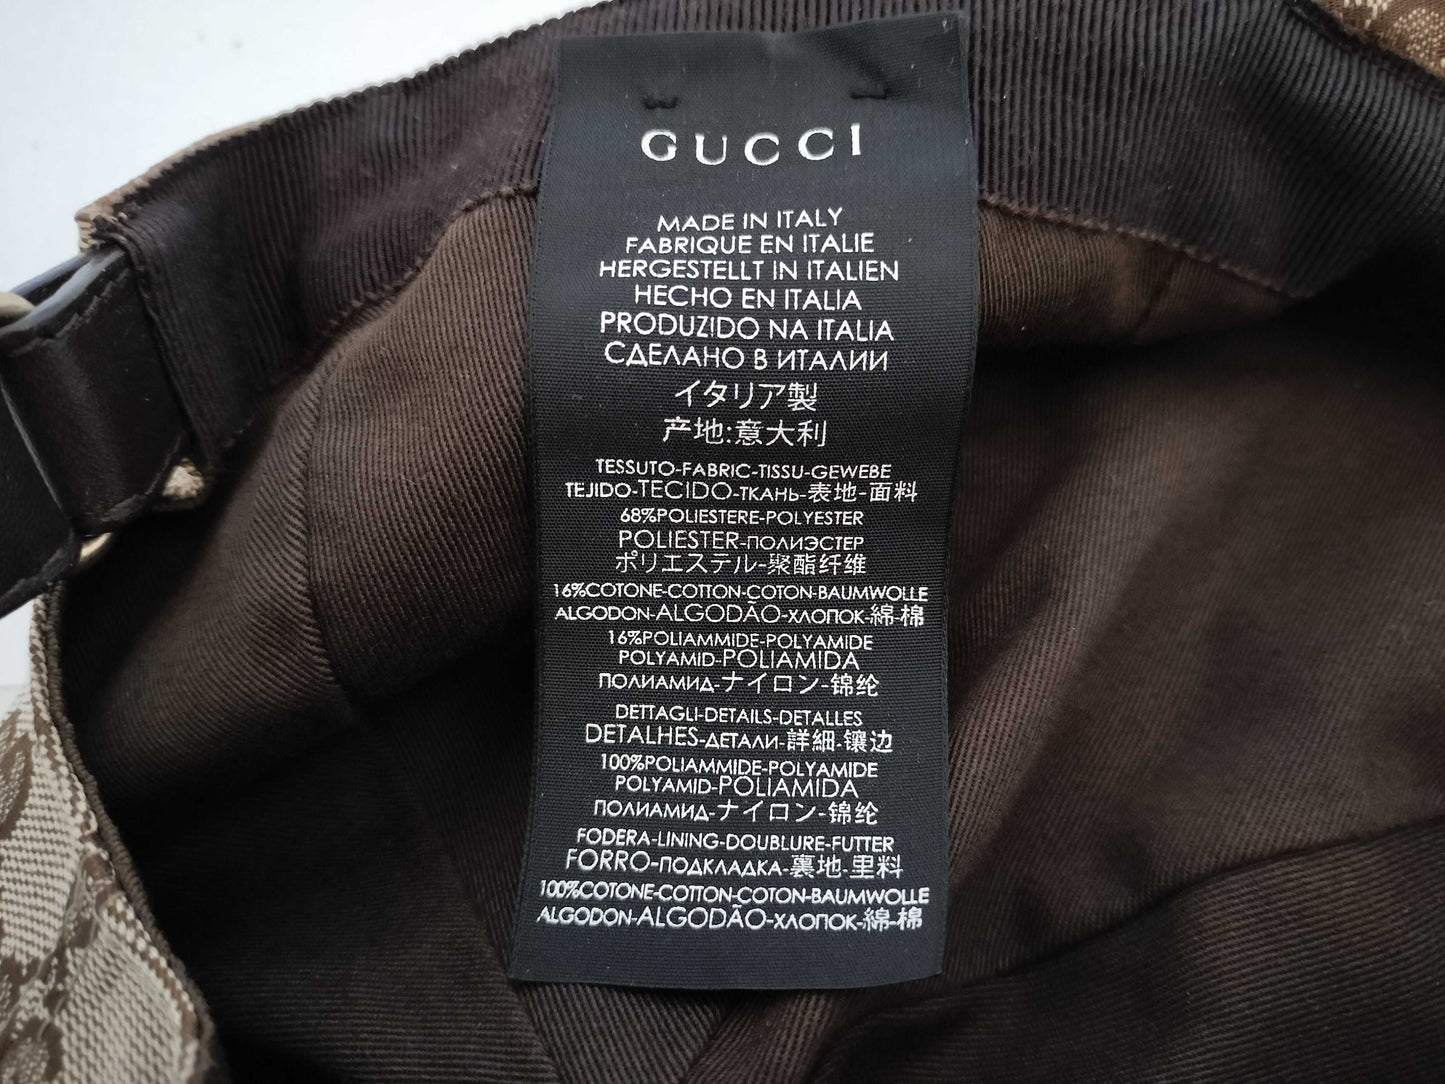 GUCCI
MADE IN ITALY
FABRIQUE EN ITALIE
HERGESTELLT IN ITALIEN
HECHO EN ITALIA
PRODUZIDO NA ITALIA
СДЕЛАНО В ИТАЛИИ
イタリア製
产地:意大利
TESSUTO-FABRIC-TISSU-GEWEBE
TEJIDO-TECIDO-ТКАНЬ-表地-面料
68%POLIESTERE-POLYESTER
POLIESTER-ПОЛИЭСТЕР
ポリエステル-聚酯纤维
16%COTONE-COTTON-COTON-BAUMWOLLE
ALGODON-ALGODÃO-ХЛОПОК-綿-棉
16%POLIAMMIDE-POLYAMIDE
POLYAMID-POLIAMIDA
ПОЛИАМИД-ナイロン-锦纶
DETTAGLI-DETAILS-DETALLES
DETALHES-ДЕТАЛИ-詳細-镶边
100%POLIAMMIDE-POLYAMIDE
POLYAMID-POLIAMIDA
ПОЛИАМИД-ナイロン-锦纶
FODERA-LINING-DOUBLURE-FUTTER
FORRO-ПОДКЛАДКА-裏地-里料
100%COTONE-COTTON-COTON-BAUMWOLLE
ALGODON-ALGODÃO-ХЛОПОК-綿-棉